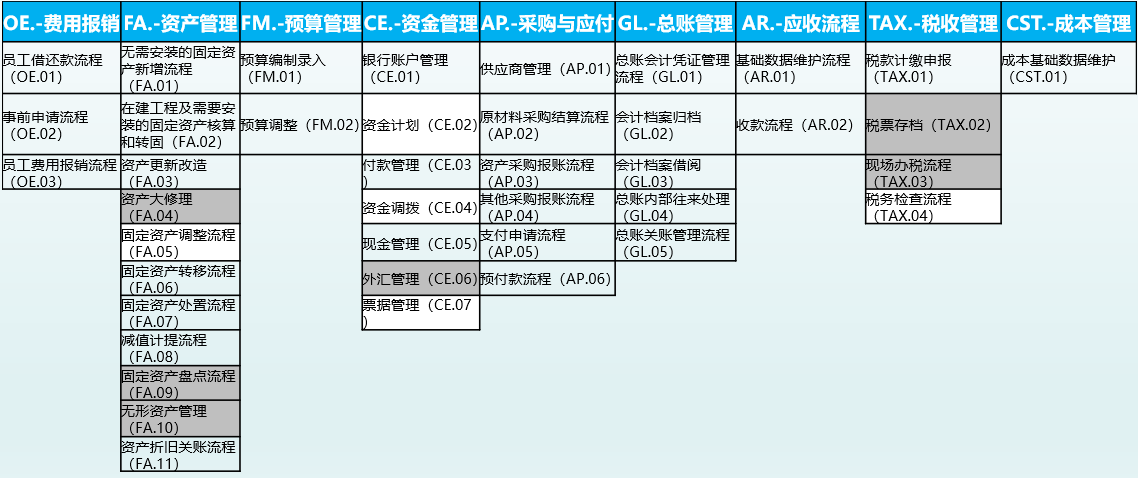 OE.-费用报销 FA.-资产管理 FM.-预算管理 CE.-资金管理 AP.-采购与应付 GL.-总账管理 AR.-应收流程 TAX.-税收管理 CST.-成本管理
员工借还款流程
（OE.01）
无需安装的固定资
产新增流程
（FA.01）
预算编制录入
（FM.01）
银行账户管理
（CE.01）
供应商管理（AP.01）
总账会计凭证管理
流程（GL.01）
基础数据维护流程
（AR.01）
税款计缴申报
（TAX.01）
成本基础数据维护
（CST.01）
事前申请流程
（OE.02）
在建工程及需要安
装的固定资产核算
和转固（FA.02）
预算调整（FM.02）
资金计划（CE.02）
原材料采购结算流程
（AP.02）
会计档案归档
（GL.02）
收款流程（AR.02）
税票存档（TAX.02）
员工费用报销流程
（OE.03）
资产更新改造
（FA.03）
付款管理（CE.03
）
资产采购报账流程
（AP.03）
会计档案借阅
（GL.03）
现场办税流程
（TAX.03）
资产大修理
（FA.04）
资金调拨（CE.04）
其他采购报账流程
（AP.04）
总账内部往来处理
（GL.04）
税务检查流程
（TAX.04）
固定资产调整流程
（FA.05）
现金管理（CE.05）
支付申请流程
（AP.05）
总账关账管理流程
（GL.05）
固定资产转移流程
（FA.06）
外汇管理（CE.06）
预付款流程（AP.06）
固定资产处置流程
（FA.07）
票据管理（CE.07
）
减值计提流程
（FA.08）
固定资产盘点流程
（FA.09）
无形资产管理
（FA.10）
资产折旧关账流程
（FA.11）